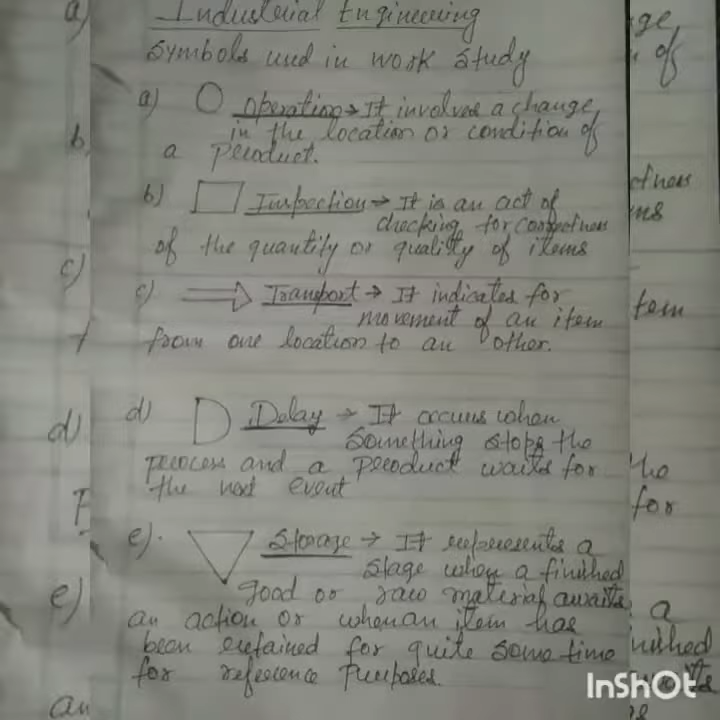 Industrial Engineering
Symbols used in work study
a) Operation → It involves a change
in the location or condition of
a product.
b) Inspection → It is an act of
checking for correctness
of the quantity or quality of items
c) Transport → It indicates for
movement of an item
from one location to an other.
d) Delay → It occurs when
something stops the
process and a product waits for
the next event
e). Storage → It represents a
stage when a finished
good or raw material awaits
an action or when an item has
been retained for quite some time
for reference purposes.
InShOt